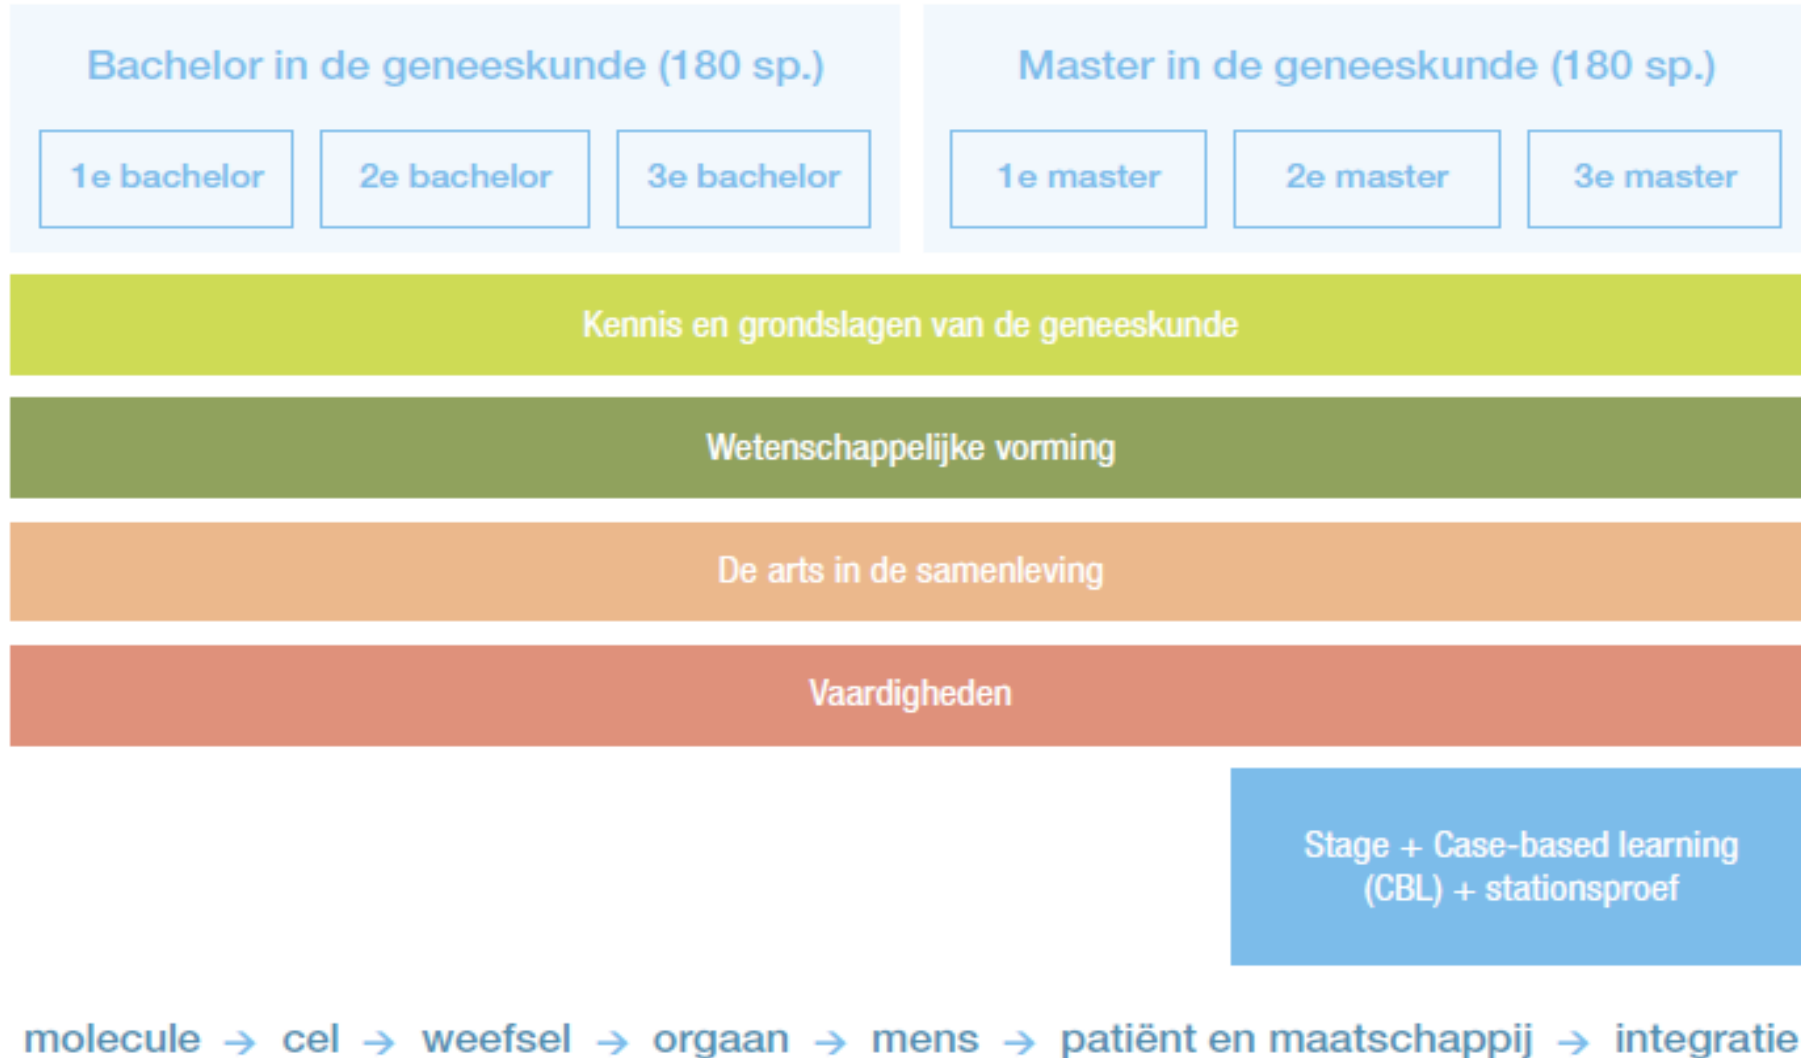 Bachelor in de geneeskunde (180 sp.)
Master in de geneeskunde (180 sp.)
1e bachelor
2e bachelor
3e bachelor
1e master
2e master
3e master
Kennis en grondslagen van de geneeskunde
Wetenschappelijke vorming
De arts in de samenleving
Vaardigheden
Stage + Case-based learning
(CBL) + stationsproef
molecule → cel → weefsel → orgaan → mens → patiënt en maatschappij → integratie